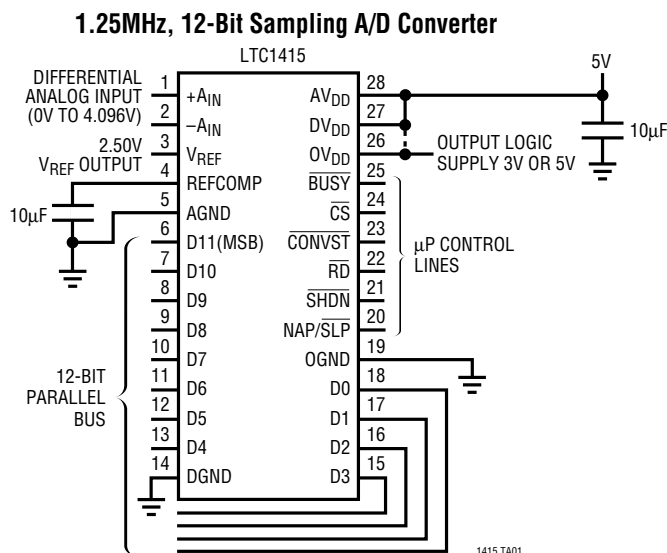 1.25MHz, 12-Bit Sampling A/D Converter
LTC1415
DIFFERENTIAL
ANALOG INPUT
(0V TO 4.096V)
2.50V
VREF OUTPUT
10µF
12-BIT
PARALLEL
BUS
1 +AIN
2 –AIN
3 VREF
4 REFCOMP
5 AGND
6 D11(MSB)
7 D10
8 D9
9 D8
10 D7
11 D6
12 D5
13 D4
14 DGND
AVDD 28
DVDD 27
OVDD 26
BUSY 25
CS 24
CONVST 23
RD 22
SHDN 21
NAP/SLP 20
OGND 19
D0 18
D1 17
D2 16
D3 15
5V
10µF
OUTPUT LOGIC
SUPPLY 3V OR 5V
µP CONTROL
LINES
1415 TA01